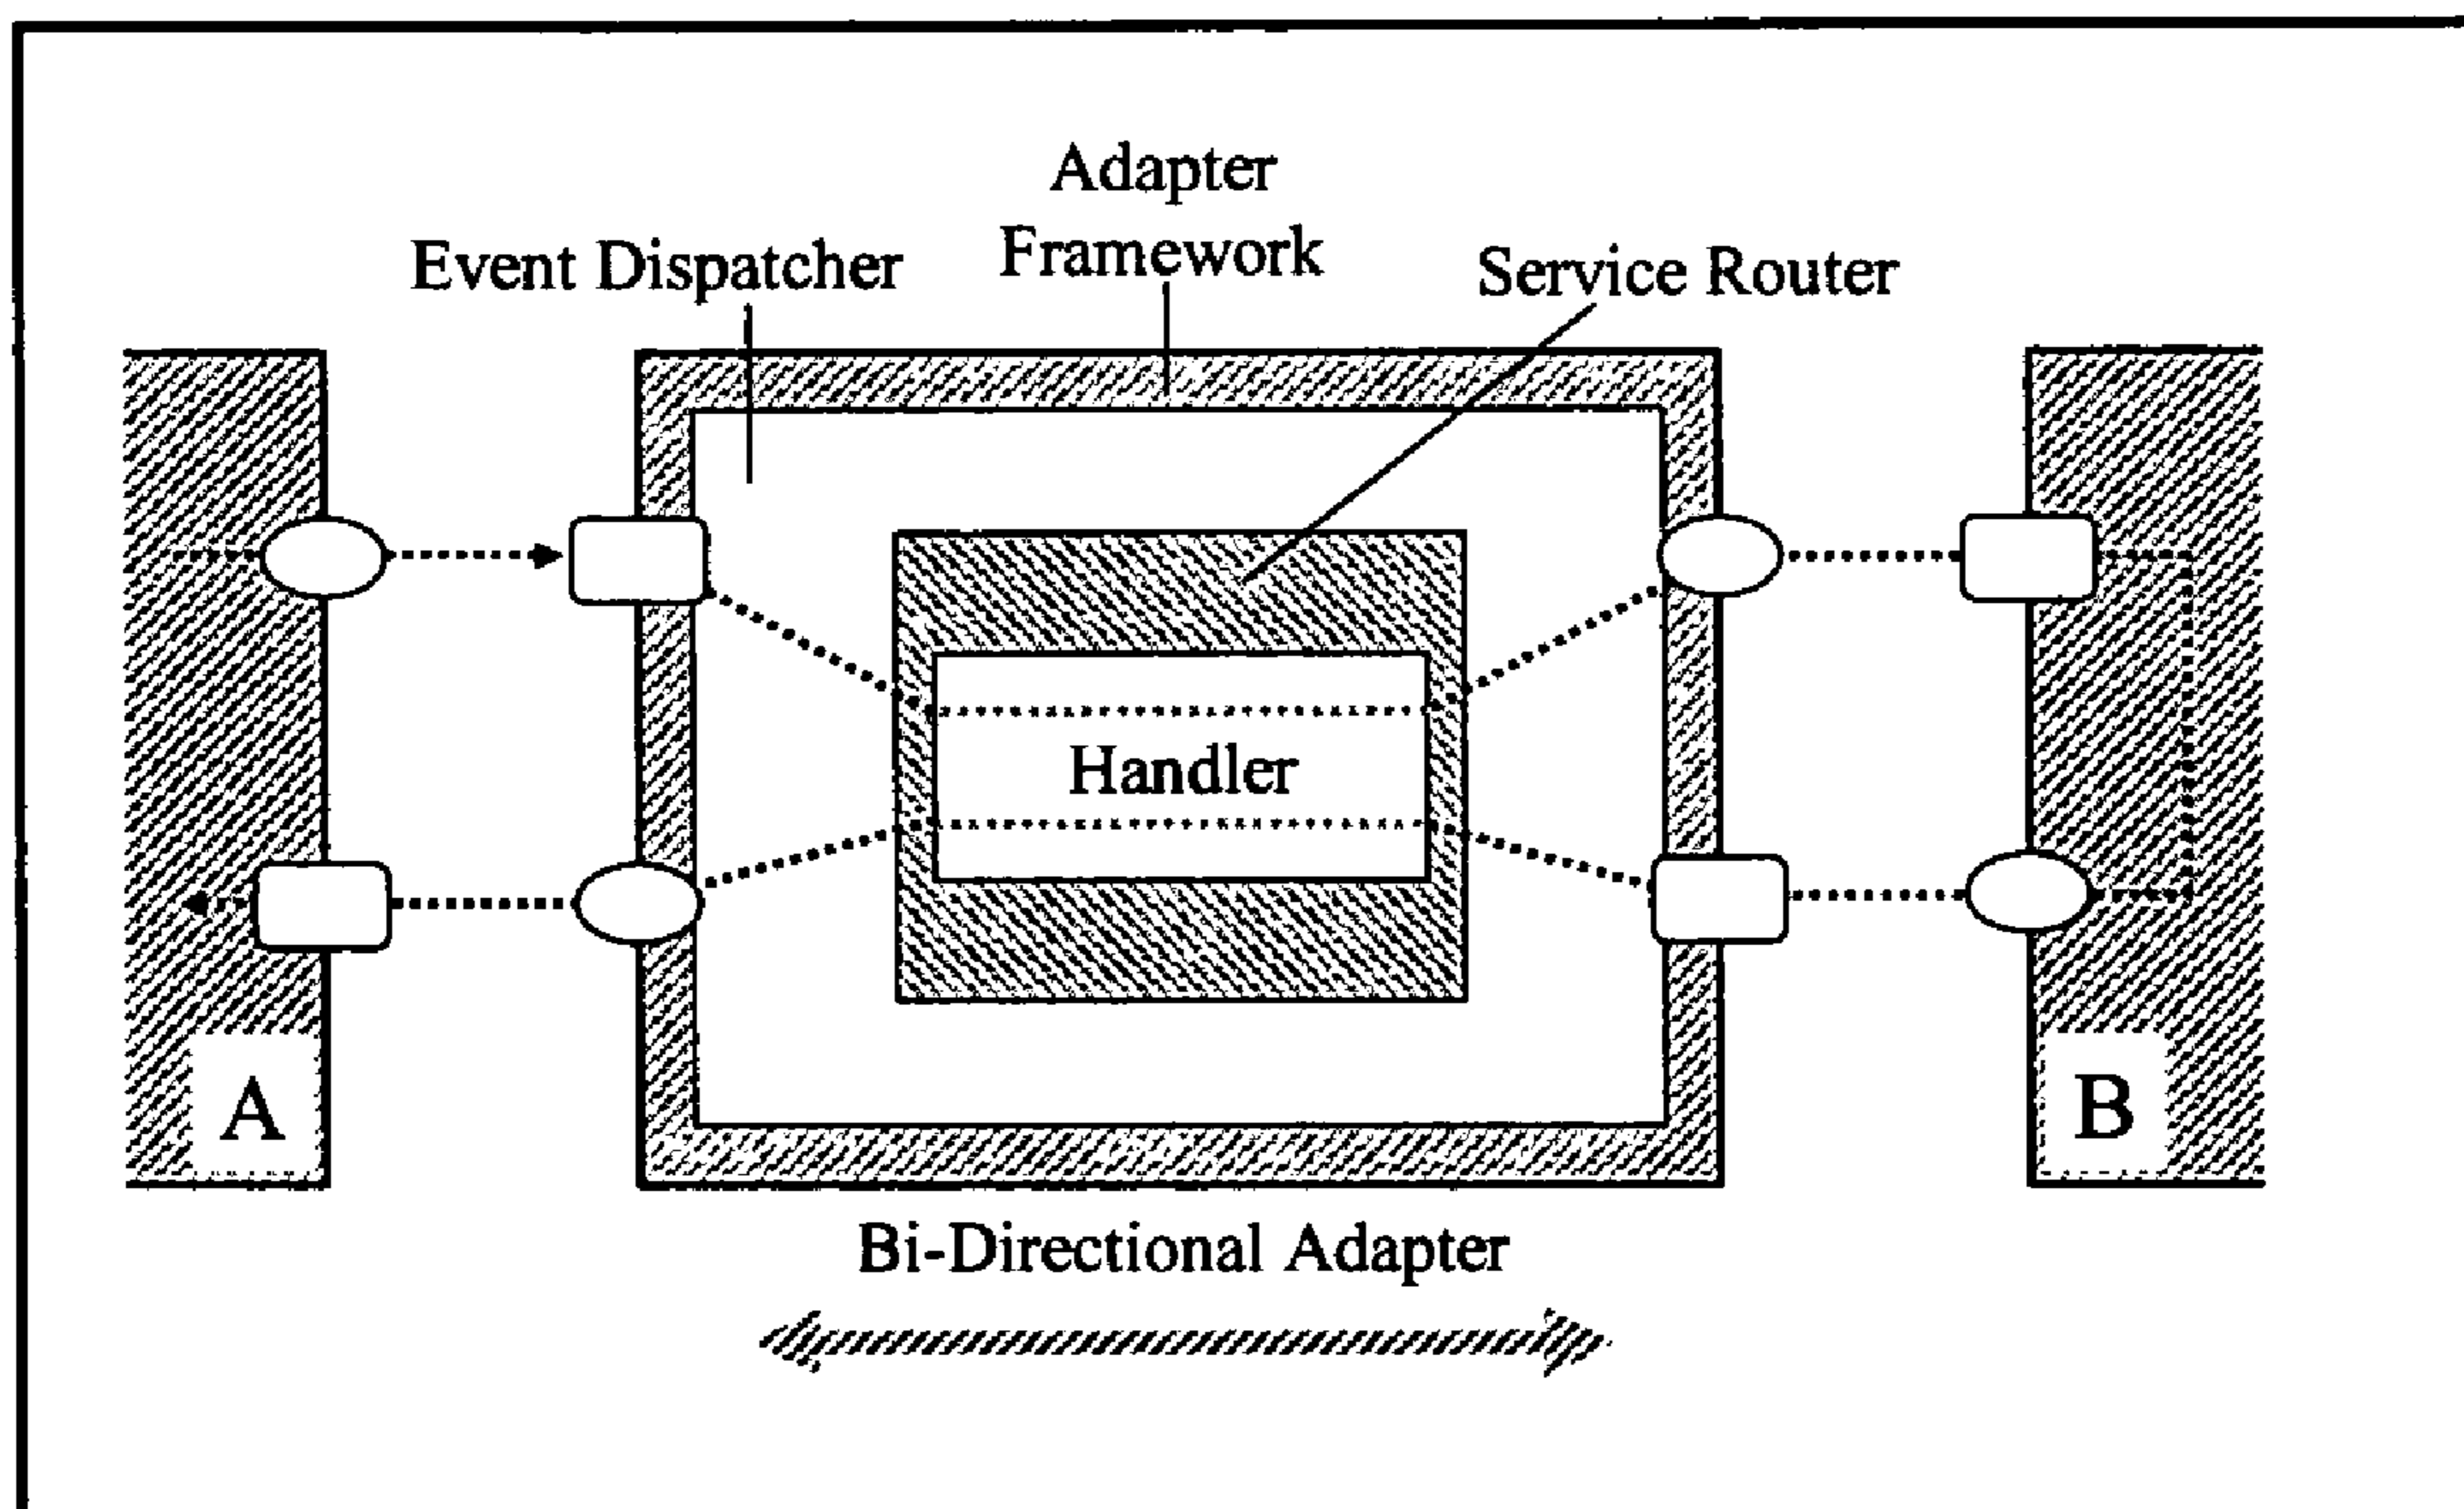 Adapter
Framework
Event Dispatcher
Service Router
Handler
A
B
Bi-Directional Adapter